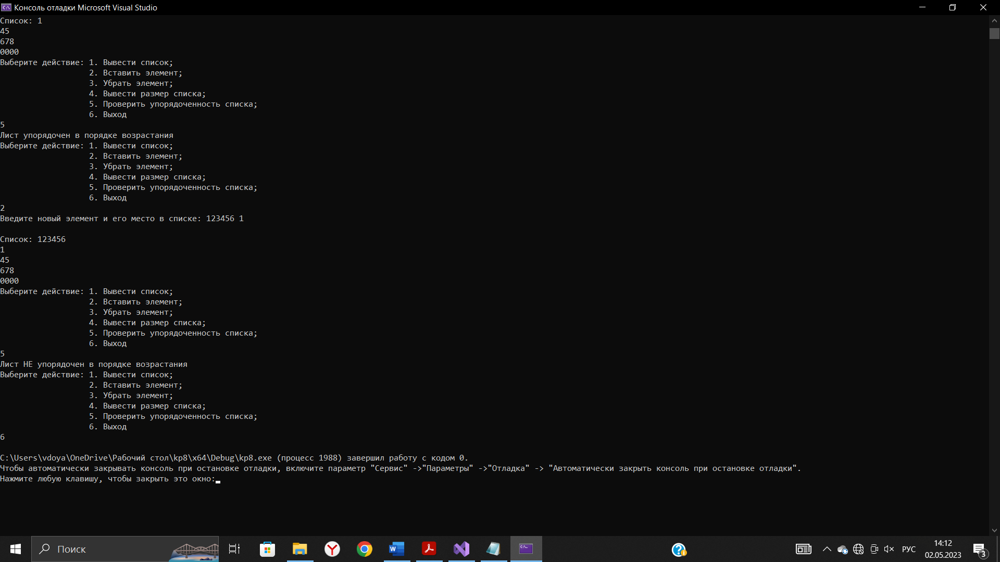 Консоль отладки Microsoft Visual Studio
Список: 1
45
678
0000
Выберите действие: 1. Вывести список;
2. Вставить элемент;
3. Убрать элемент;
4. Вывести размер списка;
5. Проверить упорядоченность списка;
6. Выход
5
Лист упорядочен в порядке возрастания
Выберите действие: 1. Вывести список;
2. Вставить элемент;
3. Убрать элемент;
4. Вывести размер списка;
5. Проверить упорядоченность списка;
6. Выход
2
Введите новый элемент и его место в списке: 123456 1
Список: 123456
1
45
678
0000
Выберите действие: 1. Вывести список;
2. Вставить элемент;
3. Убрать элемент;
4. Вывести размер списка;
5. Проверить упорядоченность списка;
6. Выход
5
Лист НЕ упорядочен в порядке возрастания
Выберите действие: 1. Вывести список;
2. Вставить элемент;
3. Убрать элемент;
4. Вывести размер списка;
5. Проверить упорядоченность списка;
6. Выход
6
C:\Users\vdoya\OneDrive\Рабочий стол\kp8\x64\Debug\kp8.exe (процесс 1988) завершил работу с кодом 0.
Чтобы автоматически закрывать консоль при остановке отладки, включите параметр "Сервис" ->"Параметры" ->"Отладка" -> "Автоматически закрыть консоль при остановке отладки".
Нажмите любую клавишу, чтобы закрыть это окно:
Поиск
РУС
14:12
02.05.2023
3